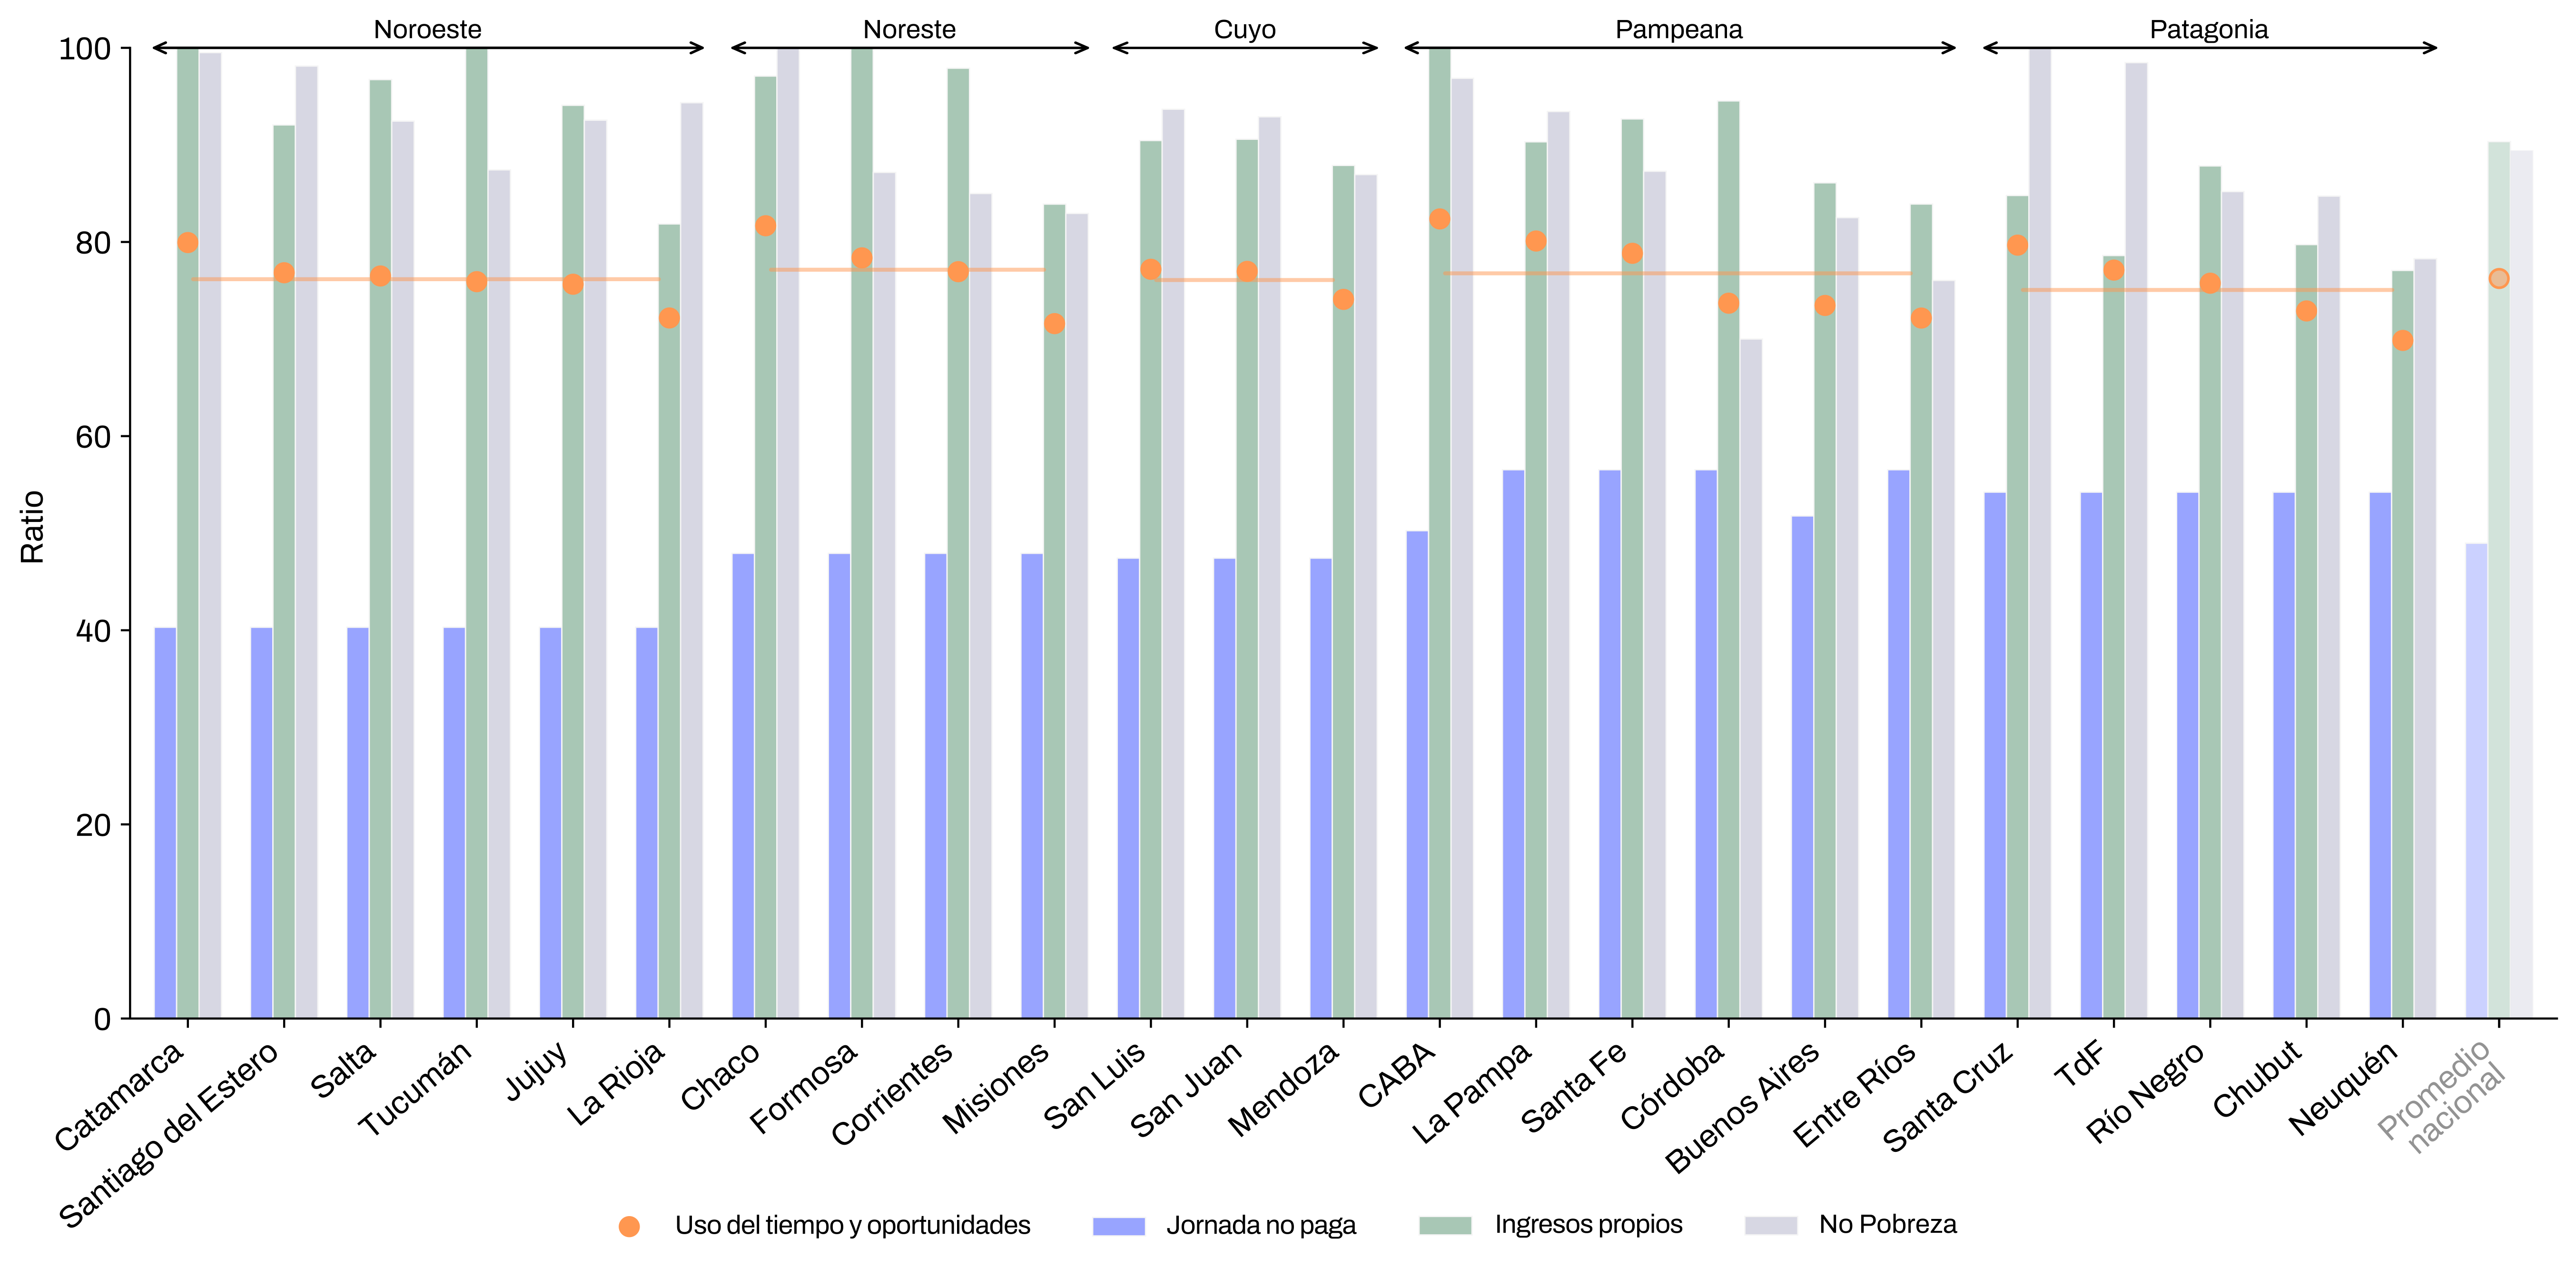 Noroeste
Noreste
Cuyo
Pampeana
Patagonia
100
80
60
40
20
0
Ratio
Catamarca
Santiago del Estero
Salta
Tucumán
Jujuy
La Rioja
Chaco
Formosa
Corrientes
Misiones
San Luis
San Juan
Mendoza
CABA
La Pampa
Santa Fe
Córdoba
Buenos Aires
Entre Ríos
Santa Cruz
TdF
Río Negro
Chubut
Neuquén
Promedio
nacional
Uso del tiempo y oportunidades
Jornada no paga
Ingresos propios
No Pobreza